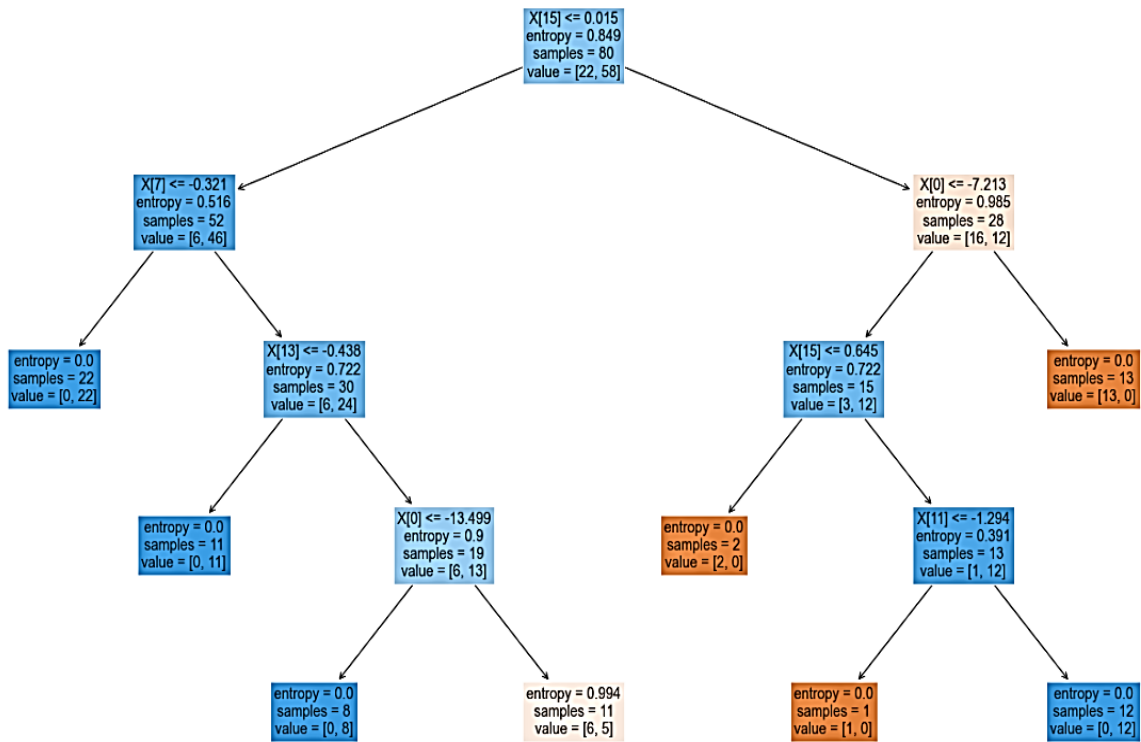 X[15] <= 0.015
entropy = 0.849
samples = 80
value = [22, 58]
X[7] <= -0.321
entropy = 0.516
samples = 52
value = [6, 46]
X[0] <= -7.213
entropy = 0.985
samples = 28
value = [16, 12]
entropy = 0.0
samples = 22
value = [0, 22]
X[13] <= -0.438
entropy = 0.722
samples = 30
value = [6, 24]
X[15] <= 0.645
entropy = 0.722
samples = 15
value = [3, 12]
entropy = 0.0
samples = 13
value = [13, 0]
entropy = 0.0
samples = 11
value = [0, 11]
X[0] <= -13.499
entropy = 0.9
samples = 19
value = [6, 13]
entropy = 0.0
samples = 2
value = [2, 0]
X[11] <= -1.294
entropy = 0.391
samples = 13
value = [1, 12]
entropy = 0.0
samples = 8
value = [0, 8]
entropy = 0.994
samples = 11
value = [6, 5]
entropy = 0.0
samples = 1
value = [1, 0]
entropy = 0.0
samples = 12
value = [0, 12]